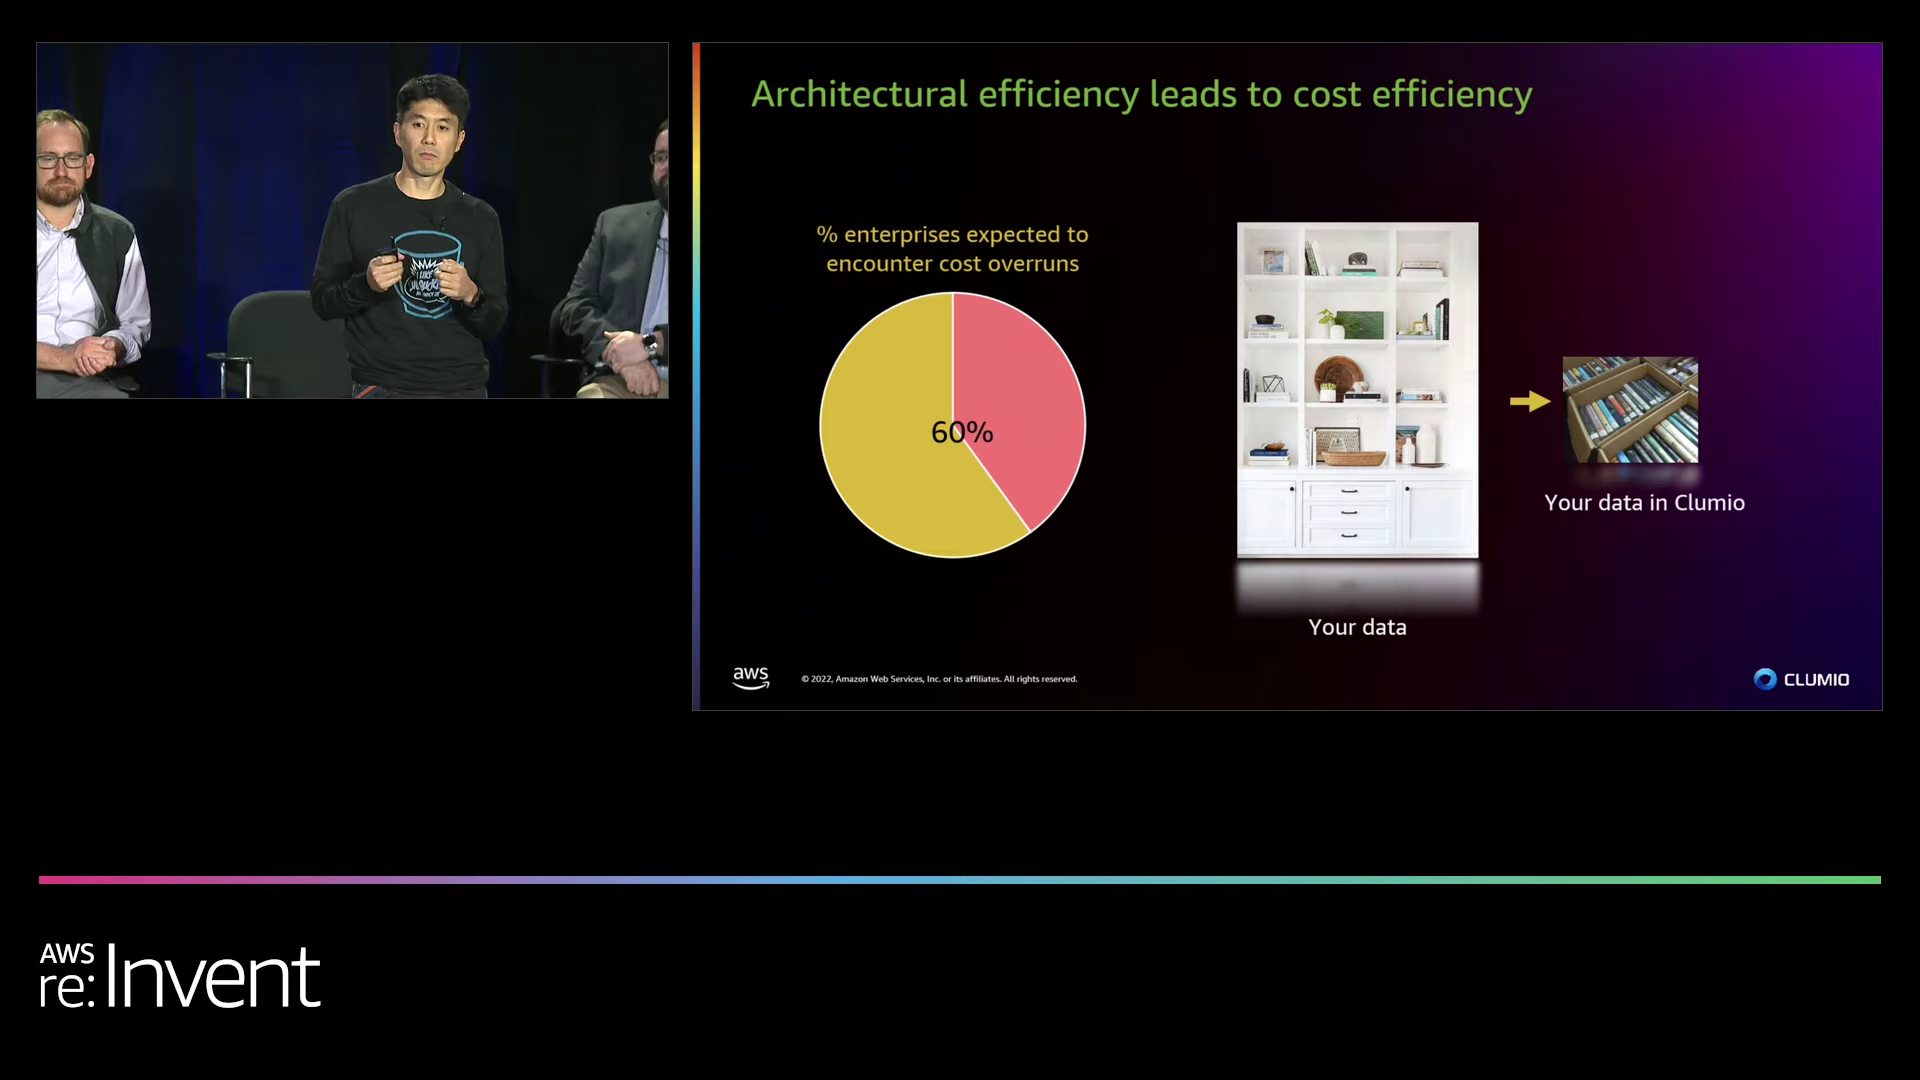 Architectural efficiency leads to cost efficiency
% enterprises expected to
encounter cost overruns
60%
Your data in Clumio
Your data
aws
© 2022, Amazon Web Services, Inc. or its affiliates. All rights reserved.
CLUMIO
AWS
re:Invent